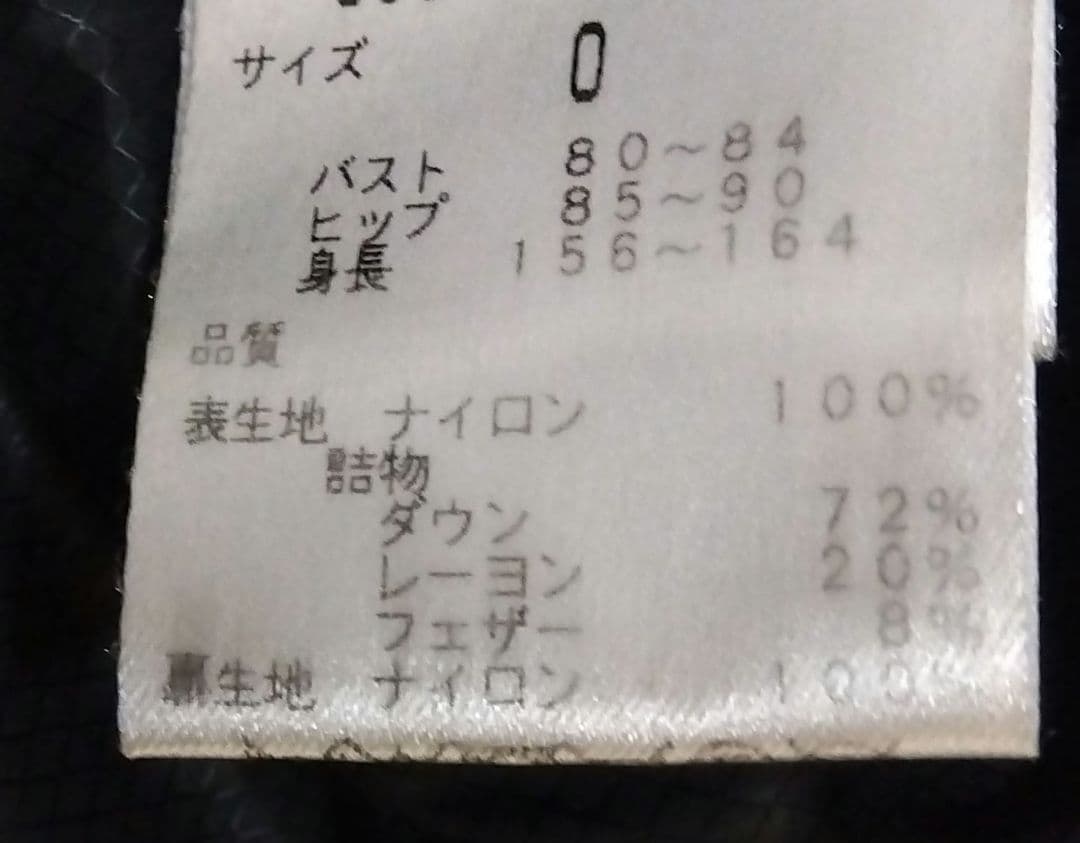 サイズ 0
バスト 80～84
ヒップ 85～90
身長 156～164
品質
表生地 ナイロン 100%
詰物
ダウン 72%
レーヨン 20%
フェザー 8%
裏生地 ナイロン 100%